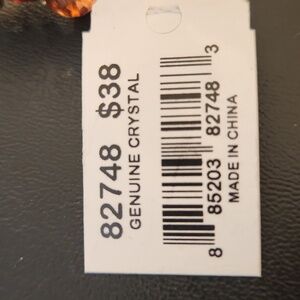 82748 $38
GENUINE CRYSTAL
8 85203 82748 3
MADE IN CHINA